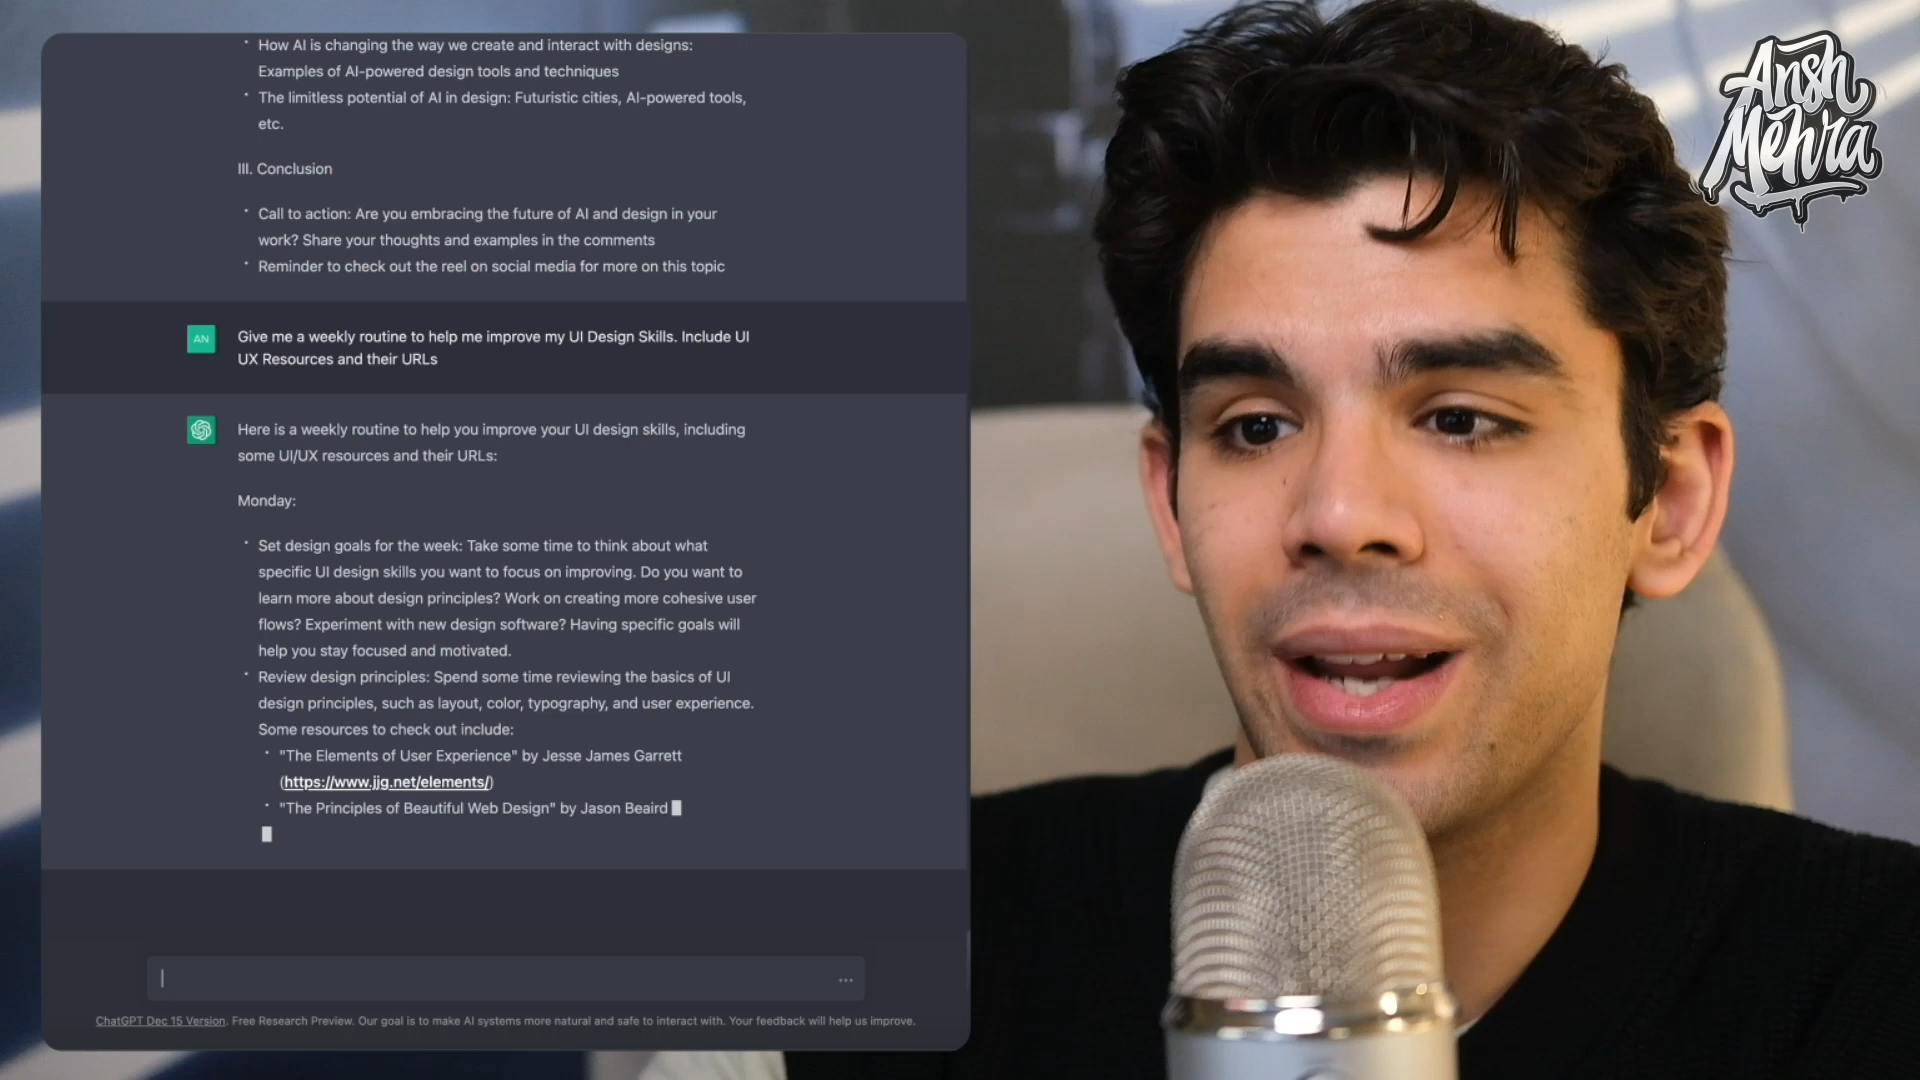 Ansh
Mehra
• How AI is changing the way we create and interact with designs:
Examples of AI-powered design tools and techniques
• The limitless potential of AI in design: Futuristic cities, AI-powered tools,
etc.
III. Conclusion
• Call to action: Are you embracing the future of AI and design in your
work? Share your thoughts and examples in the comments
• Reminder to check out the reel on social media for more on this topic
AN
Give me a weekly routine to help me improve my UI Design Skills. Include UI
UX Resources and their URLs
Here is a weekly routine to help you improve your UI design skills, including
some UI/UX resources and their URLs:
Monday:
• Set design goals for the week: Take some time to think about what
specific UI design skills you want to focus on improving. Do you want to
learn more about design principles? Work on creating more cohesive user
flows? Experiment with new design software? Having specific goals will
help you stay focused and motivated.
• Review design principles: Spend some time reviewing the basics of UI
design principles, such as layout, color, typography, and user experience.
Some resources to check out include:
• "The Elements of User Experience" by Jesse James Garrett
(https://www.jjg.net/elements/)
• "The Principles of Beautiful Web Design" by Jason Beaird
...
ChatGPT Dec 15 Version. Free Research Preview. Our goal is to make AI systems more natural and safe to interact with. Your feedback will help us improve.